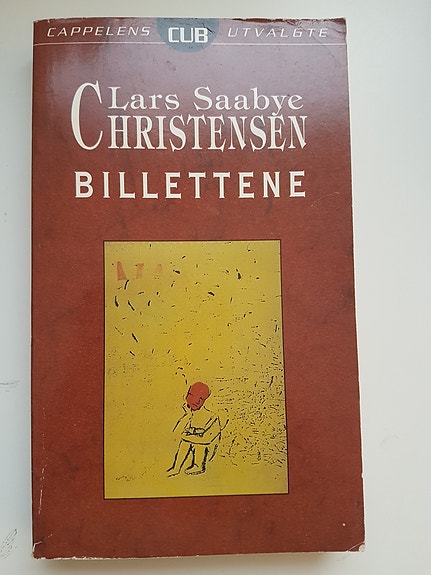 CAPPELENS CUB UTVALGTE
Lars Saabye
CHRISTENSEN
BILLETTENE